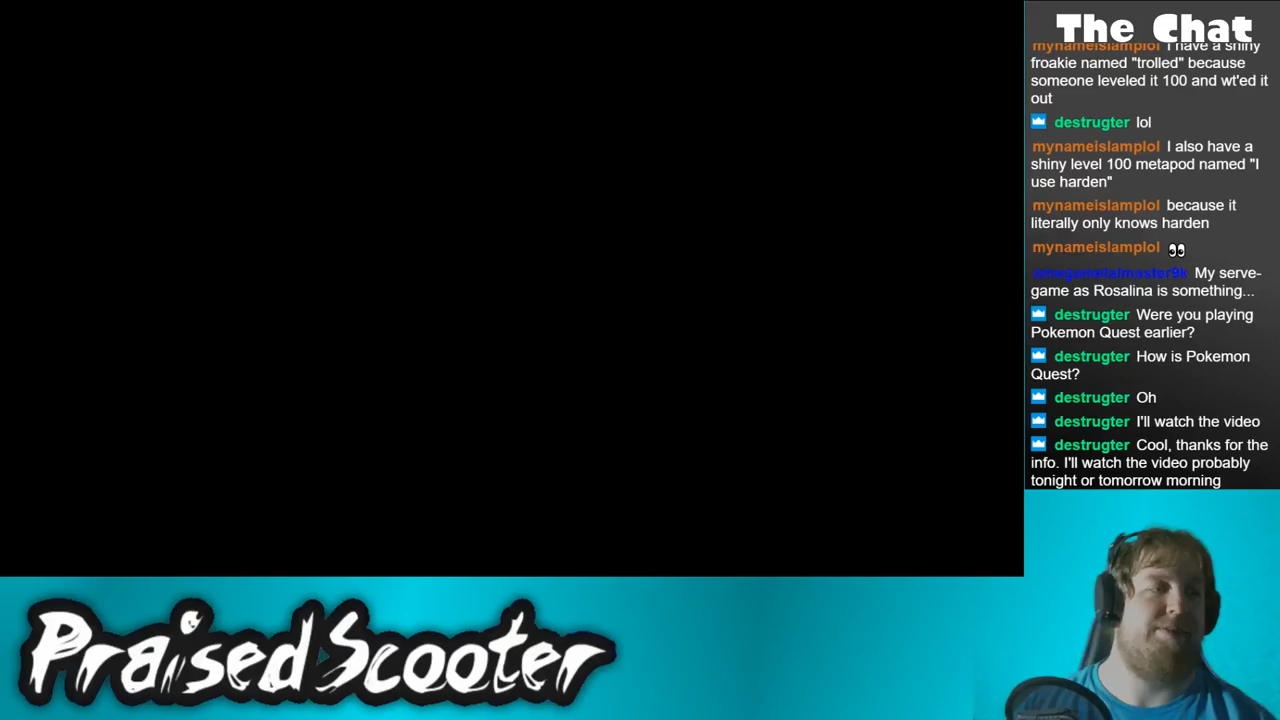 The Chat
mynameislamplol I have a shiny
froakie named "trolled" because
someone leveled it 100 and wt'ed it
out
destrugter lol
mynameislamplol I also have a
shiny level 100 metapod named "I
use harden"
mynameislamplol because it
literally only knows harden
mynameislamplol
omegametalmaster9k My serve-
game as Rosalina is something...
destrugter Were you playing
Pokemon Quest earlier?
destrugter How is Pokemon
Quest?
destrugter Oh
destrugter I'll watch the video
destrugter Cool, thanks for the
info. I'll watch the video probably
tonight or tomorrow morning
PraisedScooter